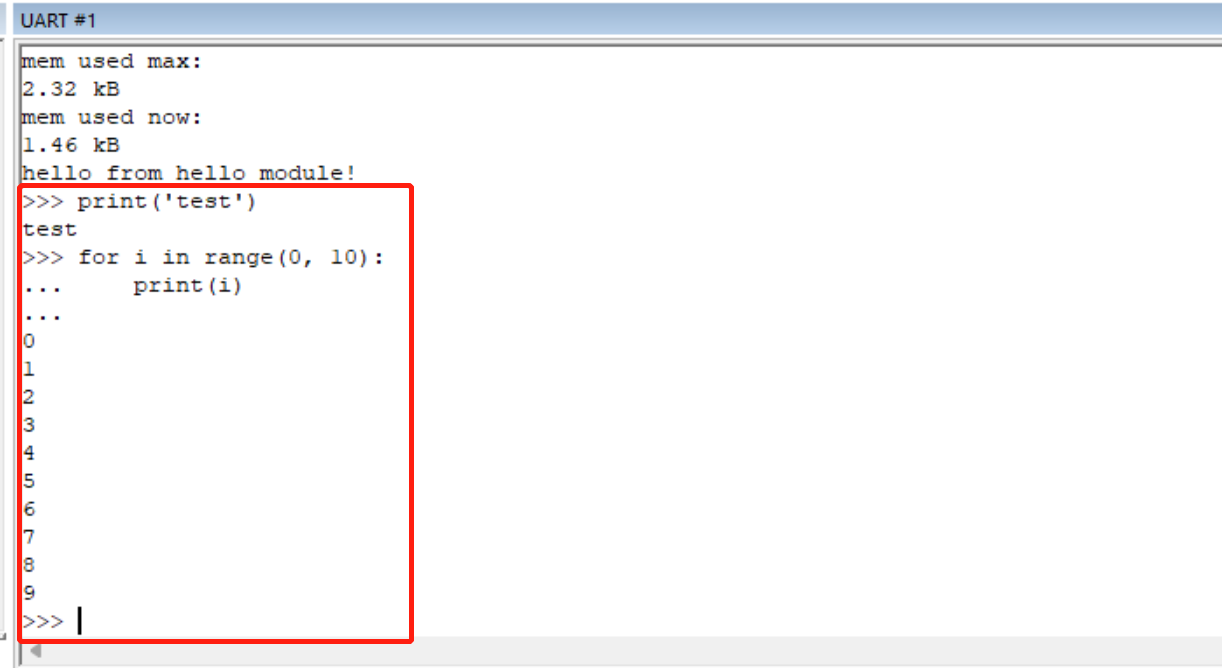 UART #1
mem used max:
2.32 kB
mem used now:
1.46 kB
hello from hello module!
>>> print('test')
test
>>> for i in range(0, 10):
...     print(i)
...
0
1
2
3
4
5
6
7
8
9
>>>